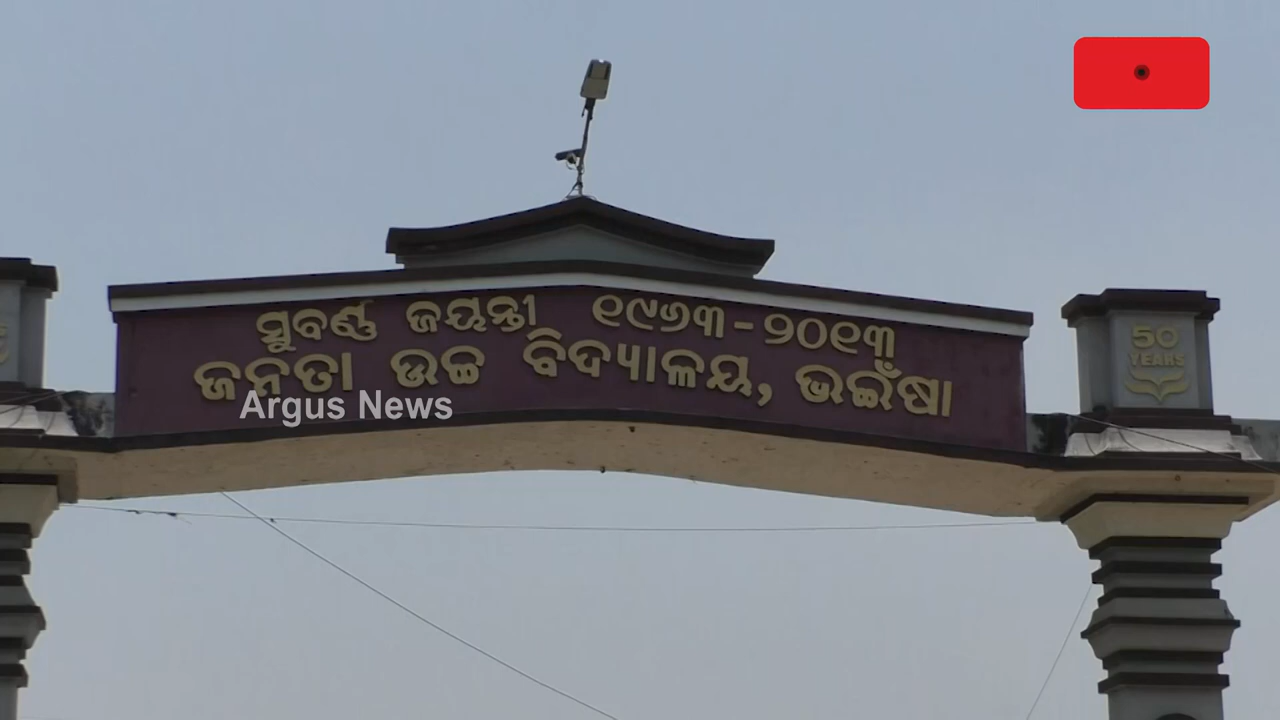 ସୁବର୍ଣ୍ଣ ଜୟନ୍ତୀ ୧୯୬୩-୨୦୧୩
ଜନତା ଉଚ୍ଚ ବିଦ୍ୟାଳୟ, ଭଇଁଷା
Argus News
50
YEARS